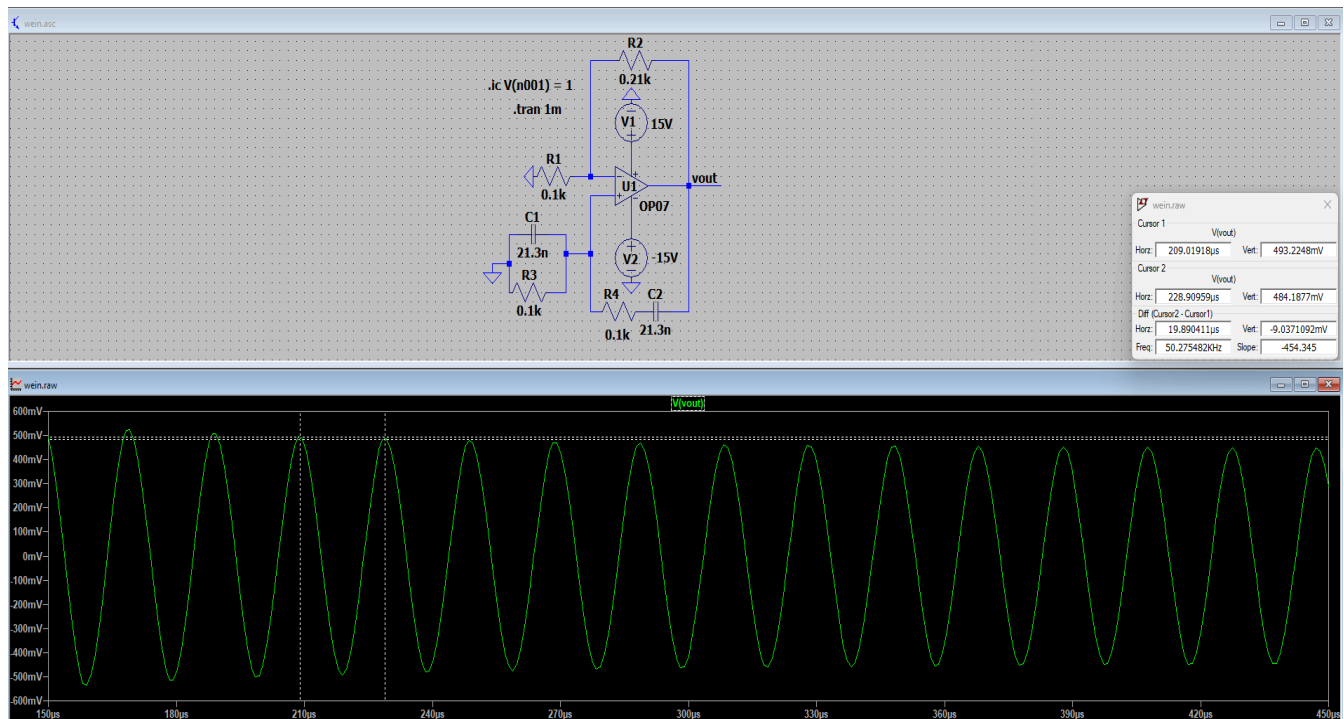 wein.asc
R2
0.21k
.ic V(n001) = 1
.tran 1m
V1
15V
R1
0.1k
U1
OP07
vout
C1
21.3n
R3
0.1k
V2
-15V
R4
C2
0.1k
21.3n
wein.raw
Cursor 1
V(vout)
Horz: 209.01918µs Vert: 493.2248mV
Cursor 2
V(vout)
Horz: 228.90959µs Vert: 484.1877mV
Diff (Cursor2 - Cursor1)
Horz: 19.890411µs Vert: -9.0371092mV
Freq: 50.275482KHz Slope: -454.345
wein.raw
V(vout)
600mV
500mV
400mV
300mV
200mV
100mV
0mV
-100mV
-200mV
-300mV
-400mV
-500mV
-600mV
150µs 180µs 210µs 240µs 270µs 300µs 330µs 360µs 390µs 420µs 450µs